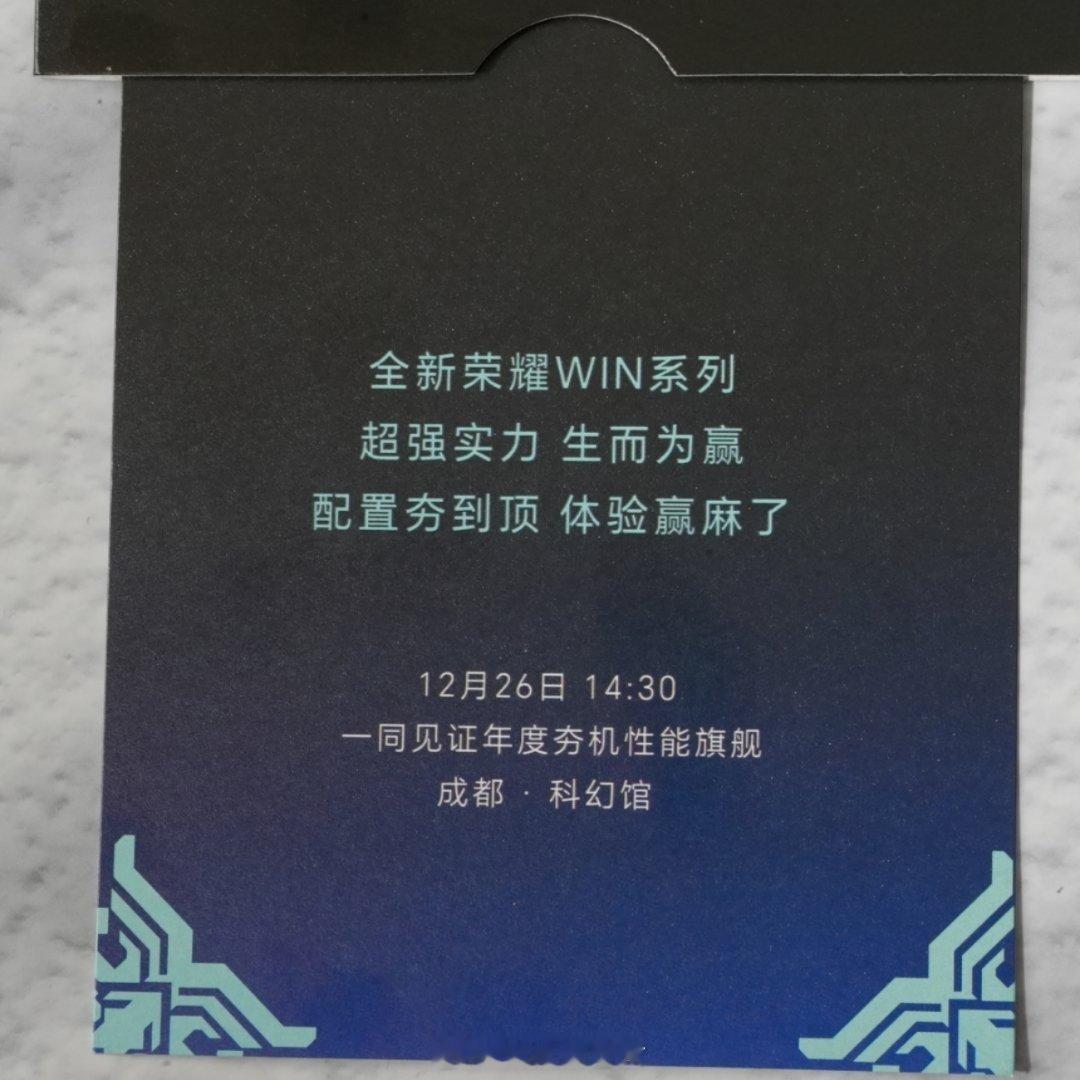 全新荣耀WIN系列
超强实力 生而为赢
配置夯到顶 体验赢麻了
12月26日 14:30
一同见证年度夯机性能旗舰
成都 · 科幻馆